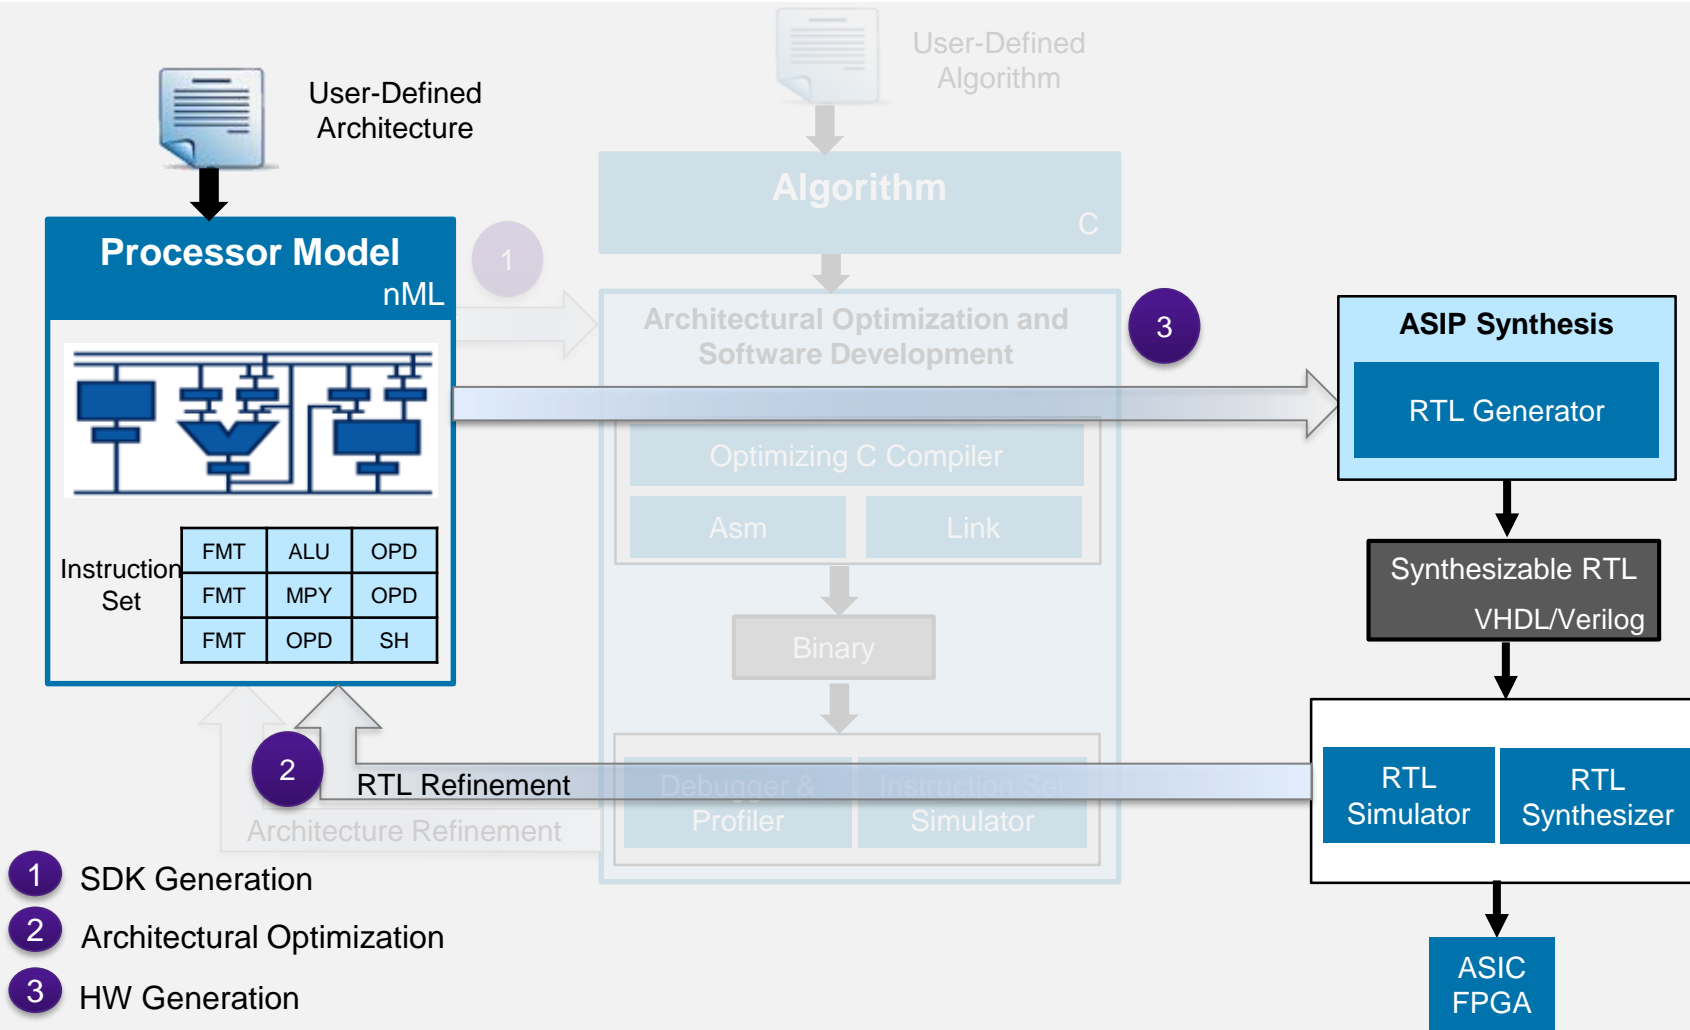 User-Defined
Algorithm
User-Defined
Architecture
Algorithm
C
Processor Model
nML
1
Architectural Optimization and
Software Development
3
ASIP Synthesis
RTL Generator
Optimizing C Compiler
Asm
Link
Instruction
Set
FMT ALU OPD
FMT MPY OPD
FMT OPD SH
Synthesizable RTL
VHDL/Verilog
Binary
2
RTL Refinement
Architecture Refinement
Debugger &
Profiler
Instruction Set
Simulator
RTL
Simulator
RTL
Synthesizer
1 SDK Generation
2 Architectural Optimization
3 HW Generation
ASIC
FPGA